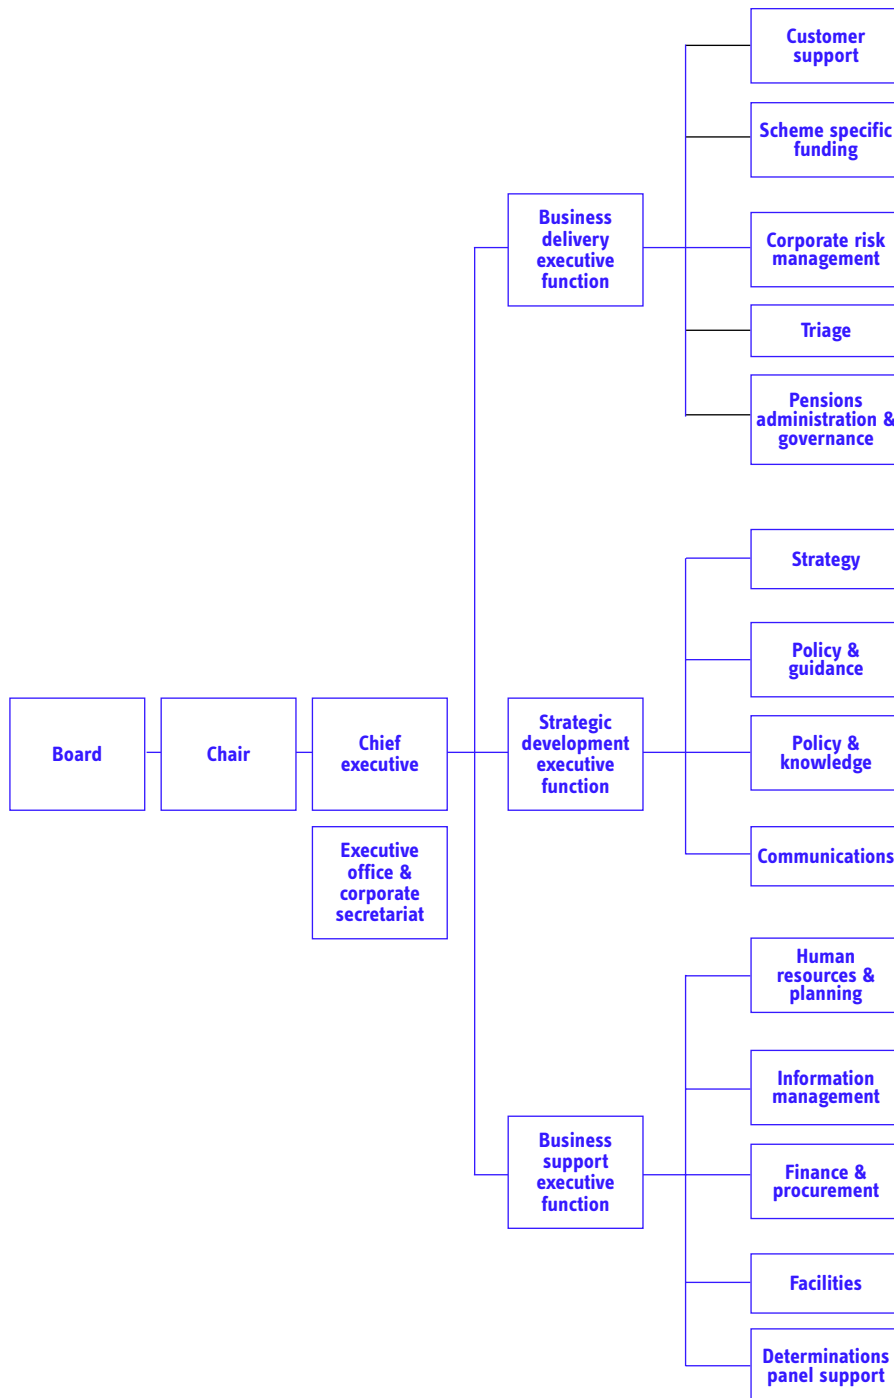 Customer
support
Scheme specific
funding
Business
delivery
executive
function
Corporate risk
management
Triage
Pensions
administration &
governance
Strategy
Policy &
guidance
Board
Chair
Chief
executive
Strategic
development
executive
function
Policy &
knowledge
Executive
office &
corporate
secretariat
Communications
Human
resources &
planning
Information
management
Business
support
executive
function
Finance &
procurement
Facilities
Determinations
panel support